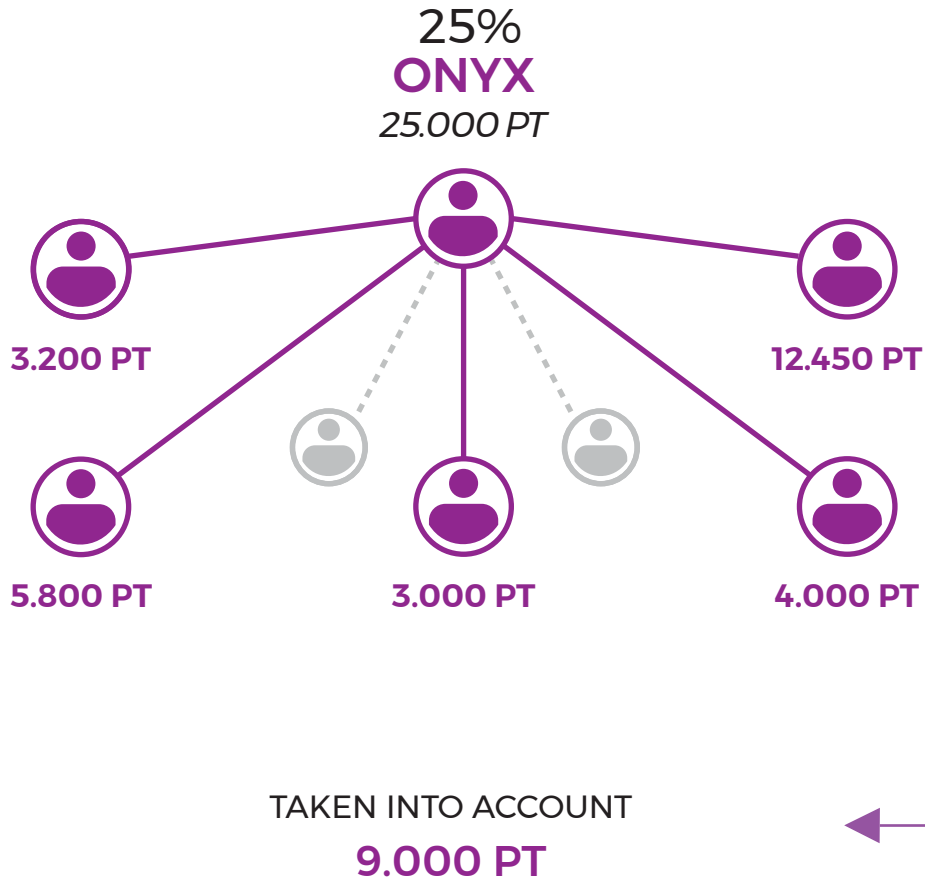 25%
ONYX
25.000 PT
3.200 PT
12.450 PT
5.800 PT
3.000 PT
4.000 PT
TAKEN INTO ACCOUNT
9.000 PT